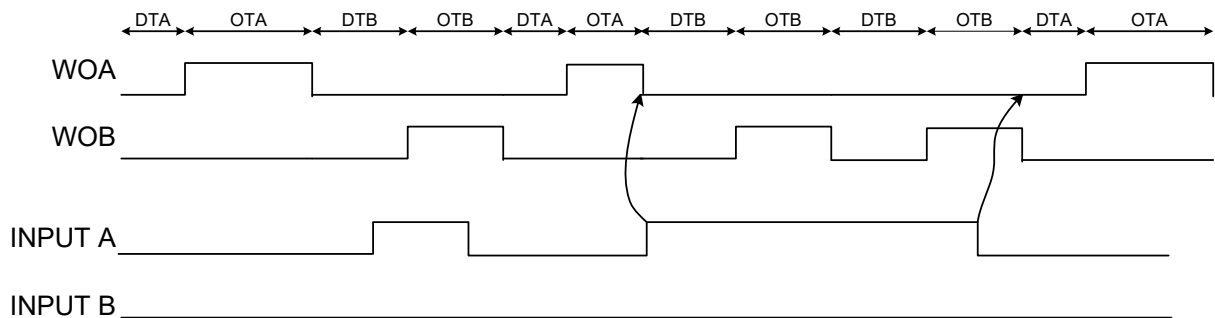 DTA OTA DTB OTB DTA OTA DTB OTB DTB OTB DTA OTA
WOA
WOB
INPUT A
INPUT B